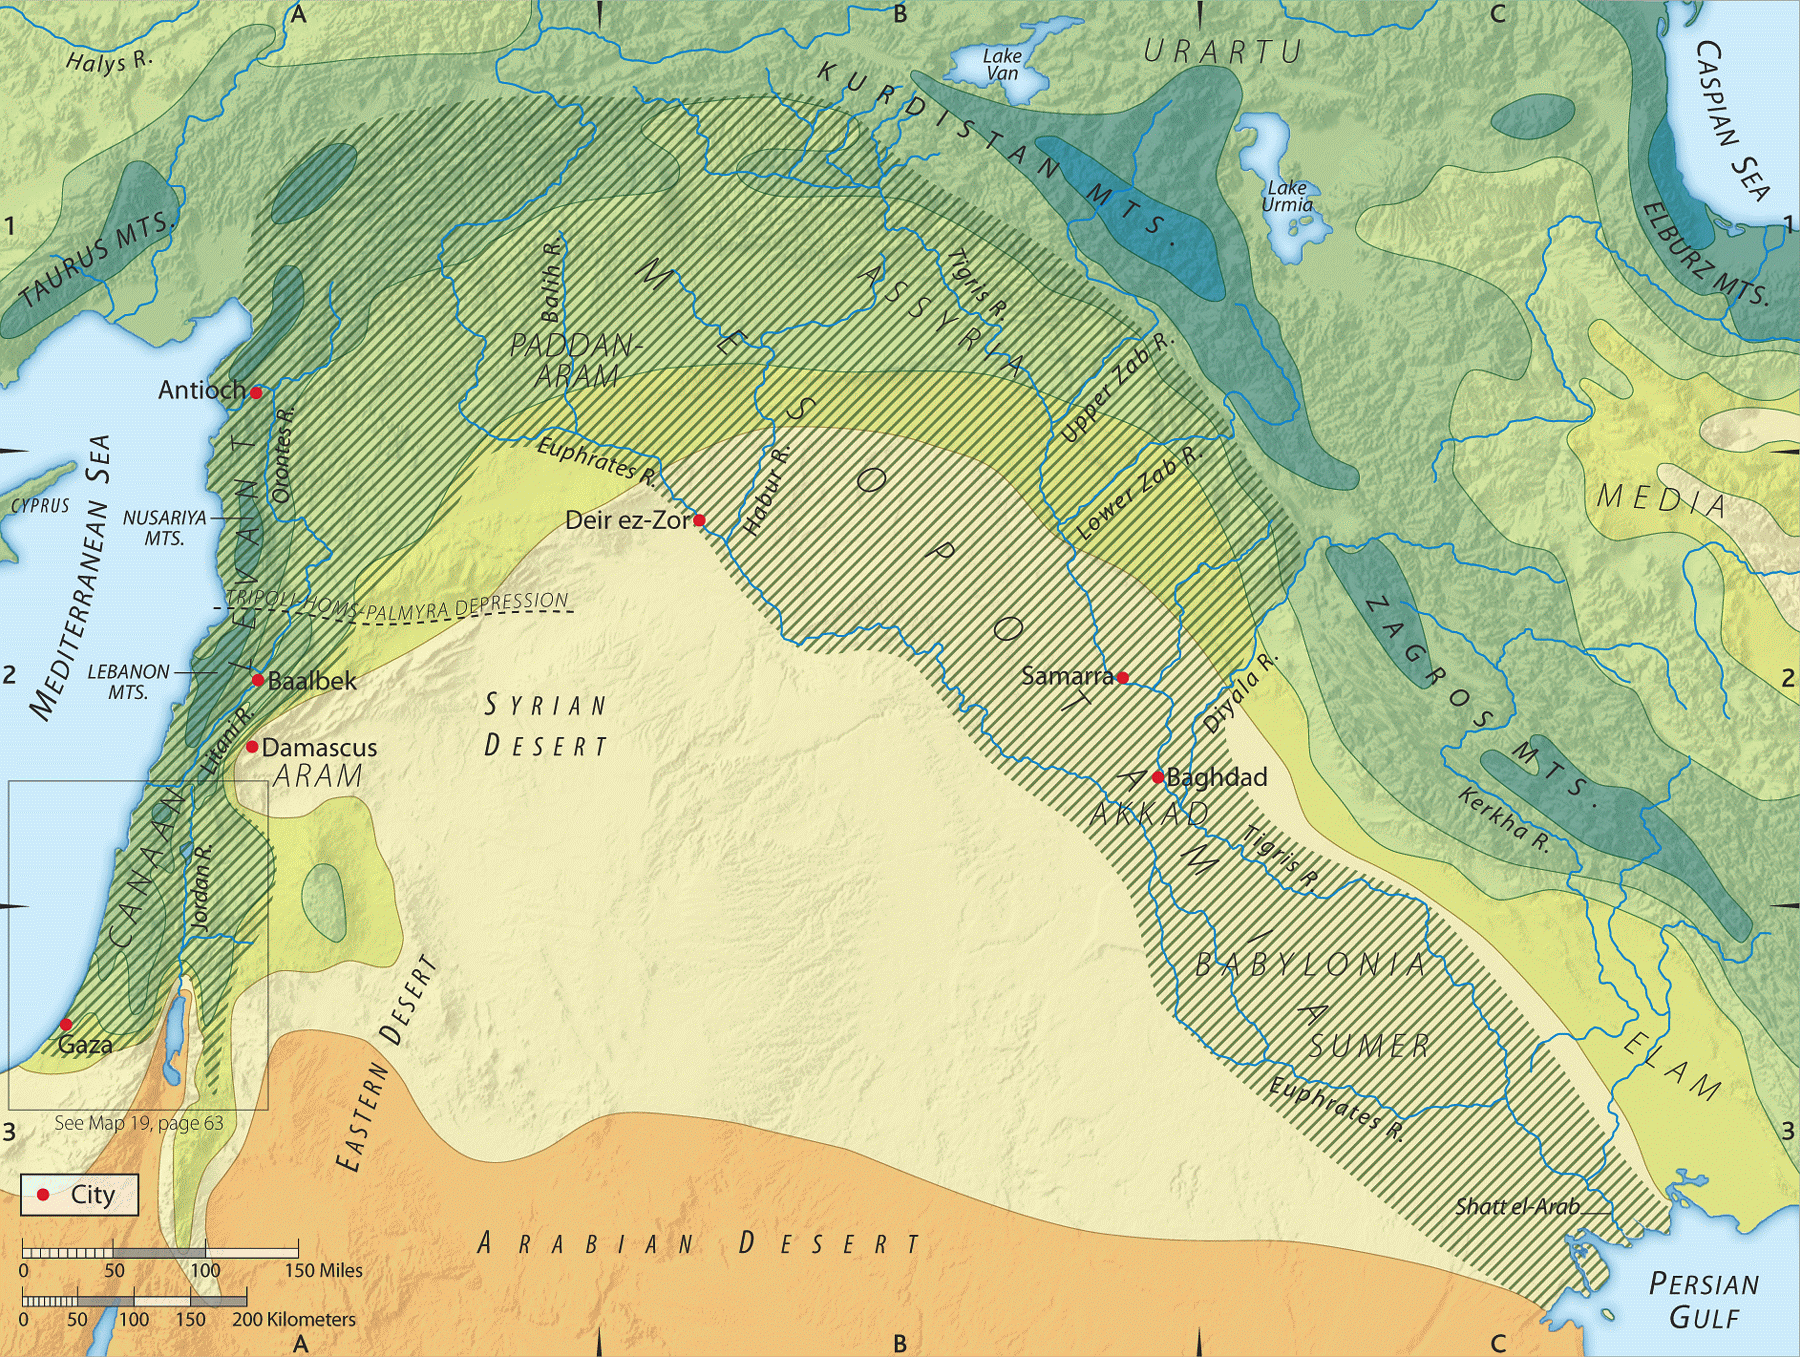 A
B
C
Halys R.
KURDISTAN MTS.
Lake
Van
URARTU
CASPIAN SEA
1
TAURUS MTS.
Lake
Urmia
ELBURZ MTS.
1
Balih R.
MESOPOTAMIA
ASSYRIA
Tigris R.
PADDAN-
ARAM
Upper Zab R.
Antioch
Orontes R.
LEVANT
Euphrates R.
Habur R.
Lower Zab R.
MEDITERRANEAN SEA
CYPRUS
NUSARIYA
MTS.
Deir ez-Zor
MEDIA
TRIPOLI-HOMS-PALMYRA DEPRESSION
ZAGROS MTS.
2
LEBANON
MTS.
Baalbek
Samarra
Diyala R.
2
SYRIAN
DESERT
Litani R.
Damascus
ARAM
Baghdad
AKKAD
Kerkha R.
CANAAN
Jordan R.
Tigris R.
BABYLONIA
EASTERN DESERT
Gaza
SUMER
ELAM
Euphrates R.
See Map 19, page 63
3
3
City
Shatt el-Arab
ARABIAN DESERT
0 50 100 150 Miles
0 50 100 150 200 Kilometers
PERSIAN
GULF
A
B
C